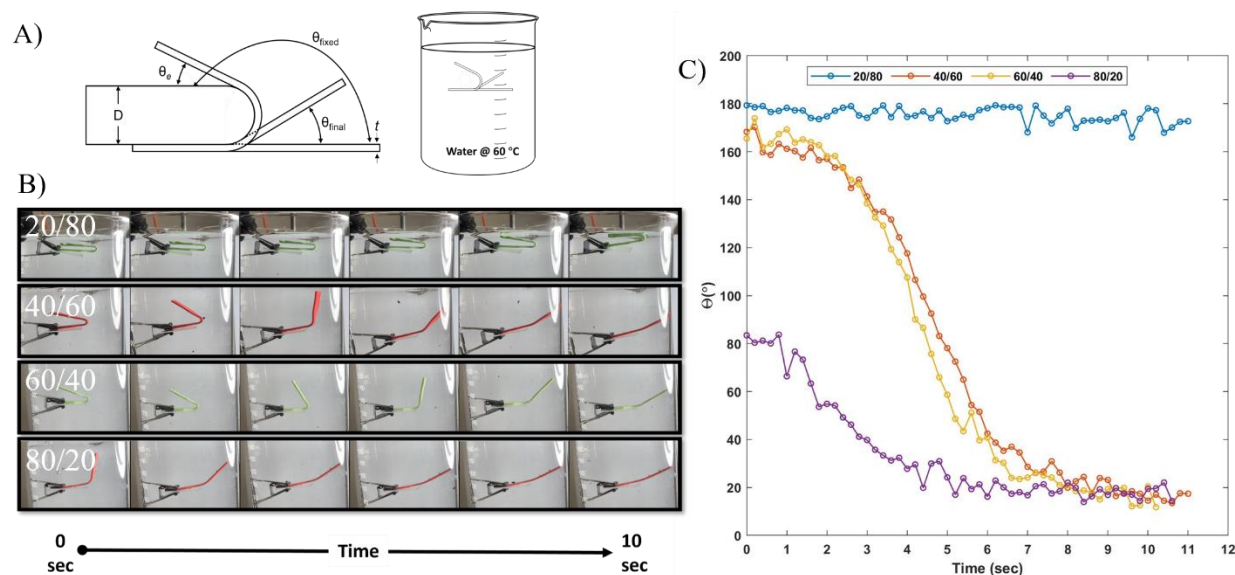 A)
θfixed
θe
D
θfinal
t
Water @ 60 °C
B)
20/80
40/60
60/40
80/20
0
sec
Time
10
sec
C)
20/80 40/60 60/40 80/20
200
180
160
140
120
100
80
60
40
20
0
Θ(°)
0 1 2 3 4 5 6 7 8 9 10 11 12
Time (sec)